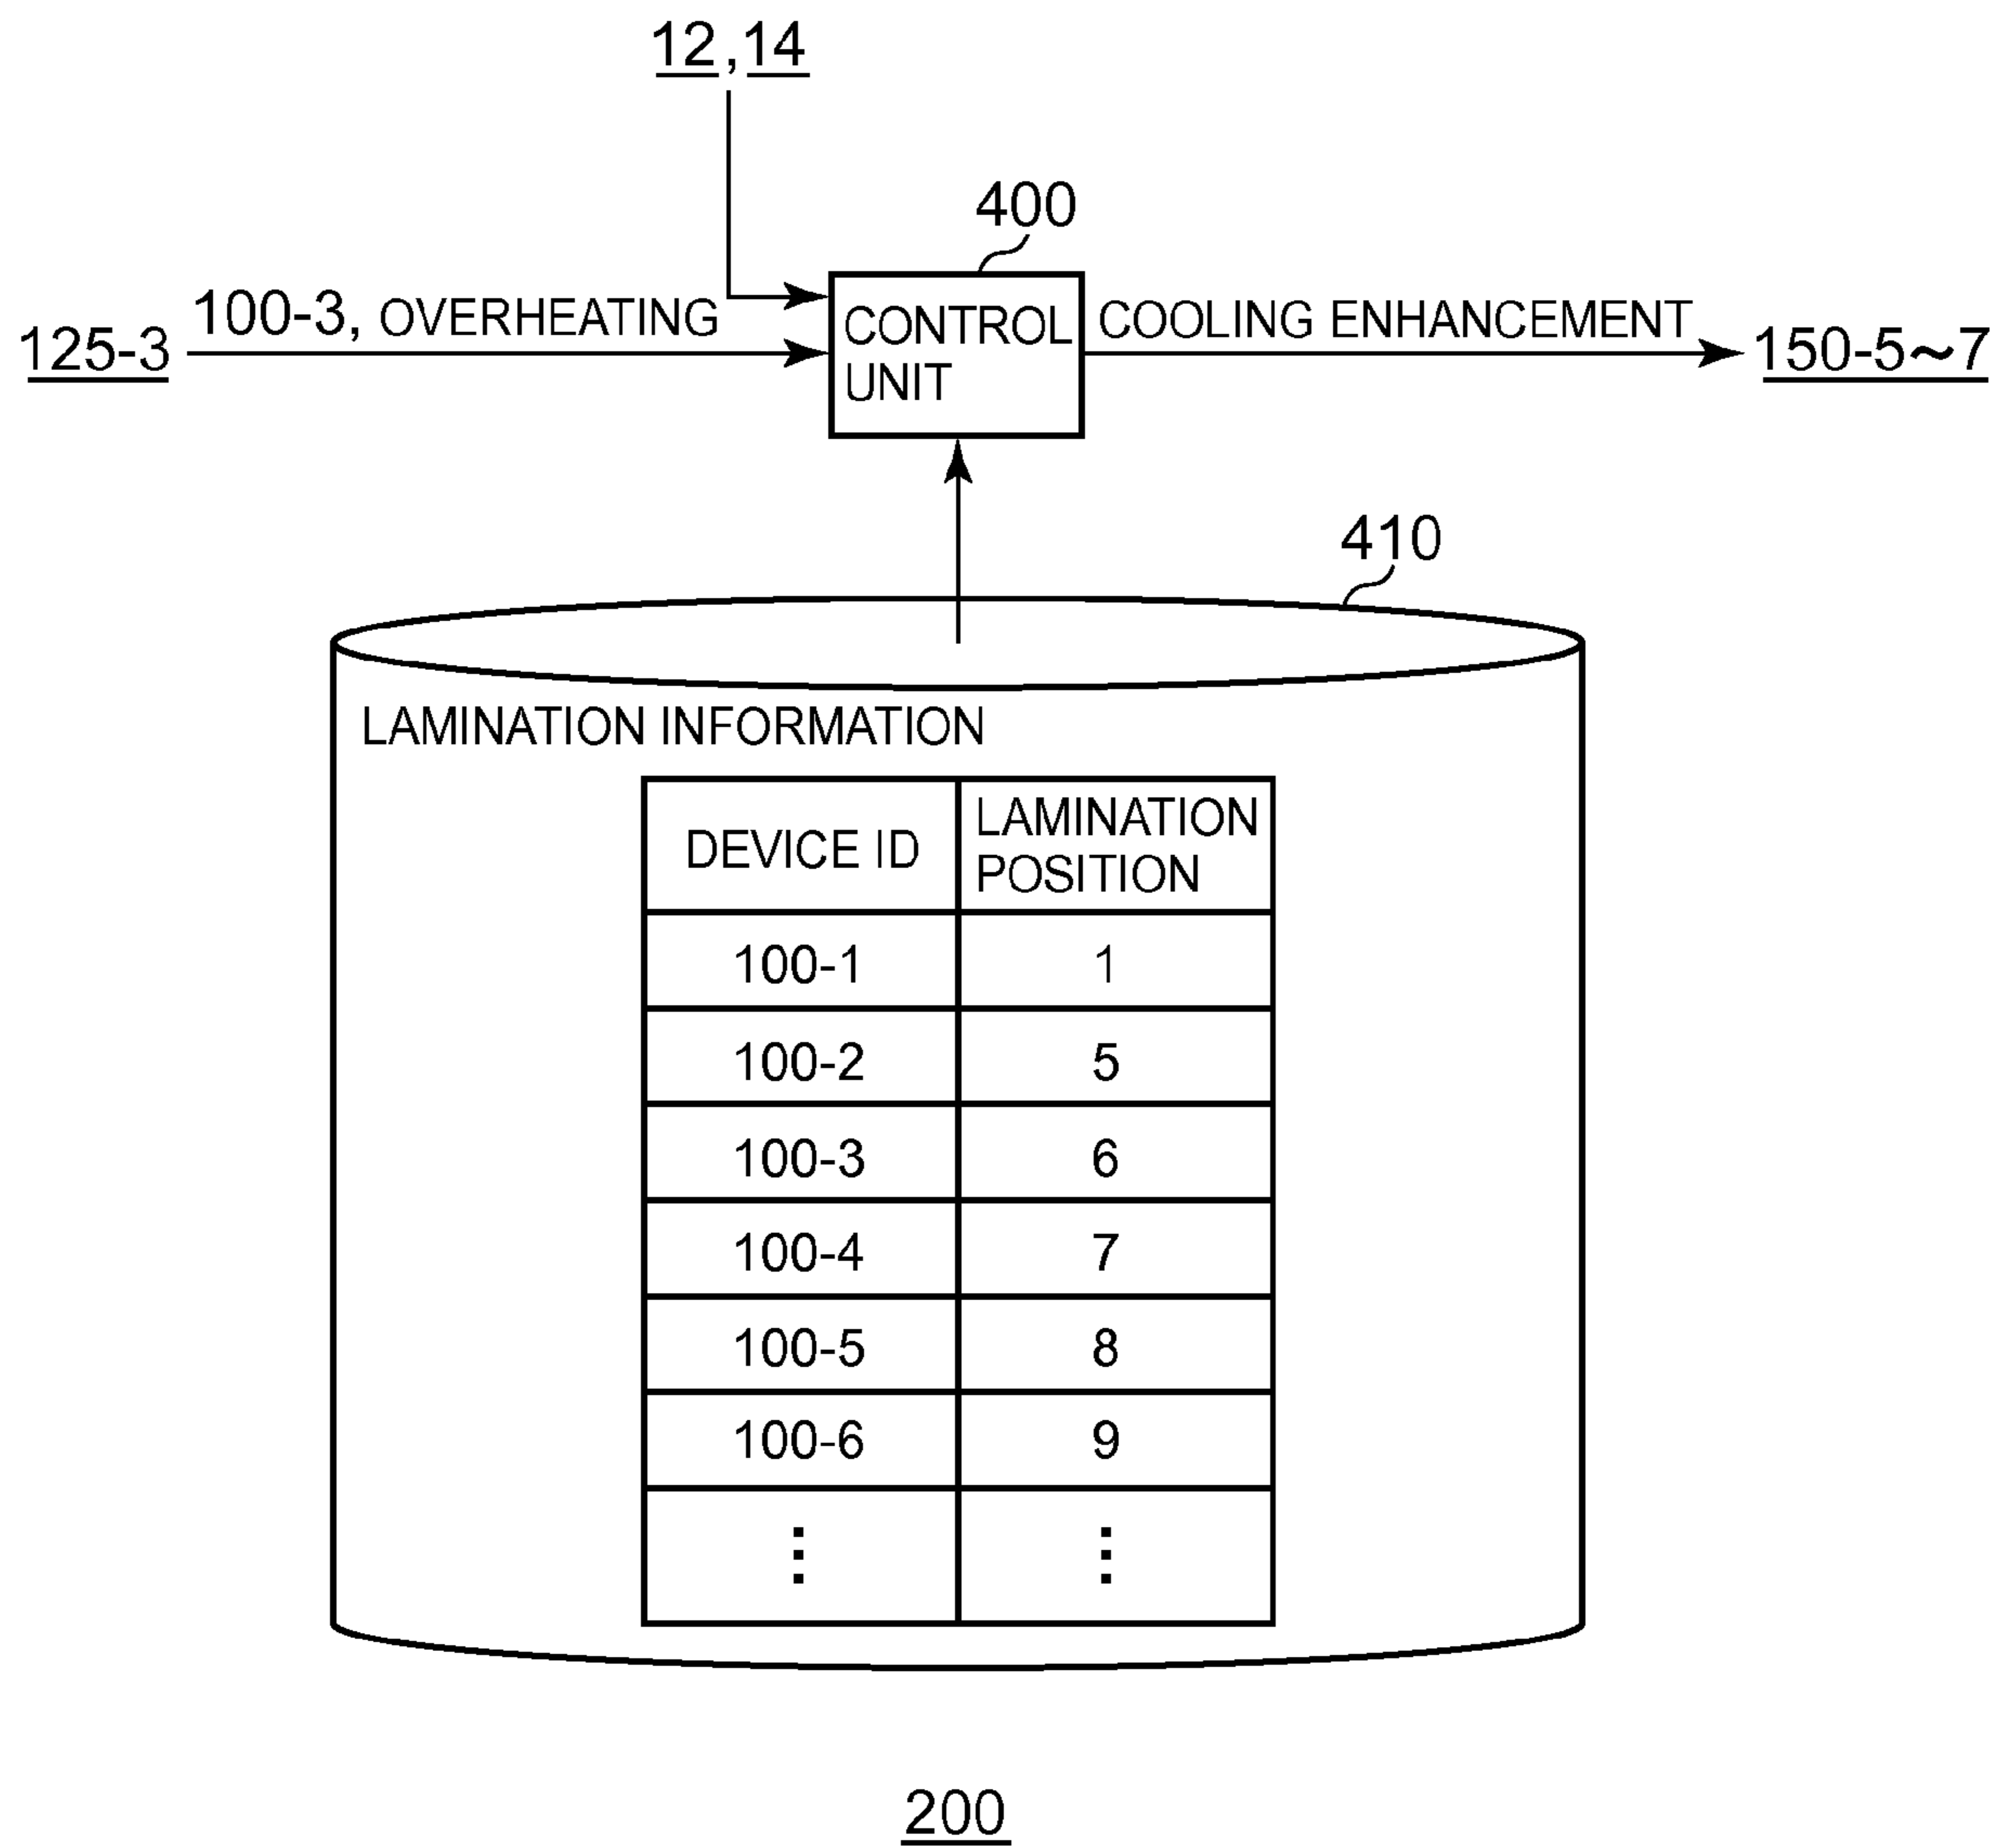 12, 14
400
100-3, OVERHEATING
125-3
CONTROL
UNIT
COOLING ENHANCEMENT
150-5~7
410
LAMINATION INFORMATION
DEVICE ID
LAMINATION
POSITION
100-1 1
100-2 5
100-3 6
100-4 7
100-5 8
100-6 9
⋮ ⋮
200